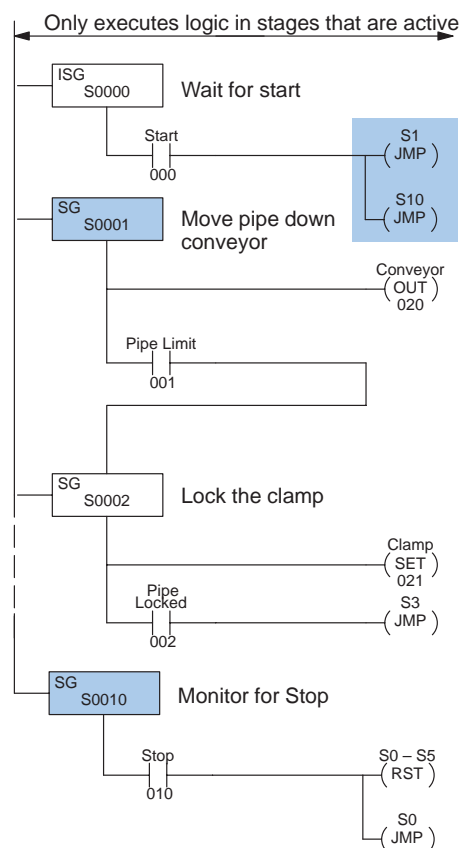 Only executes logic in stages that are active
ISG
S0000
Wait for start
Start
000
S1
JMP
S10
JMP
SG
S0001
Move pipe down
conveyor
Conveyor
OUT
020
Pipe Limit
001
SG
S0002
Lock the clamp
Clamp
SET
021
Pipe
Locked
002
S3
JMP
SG
S0010
Monitor for Stop
Stop
010
S0 – S5
RST
S0
JMP